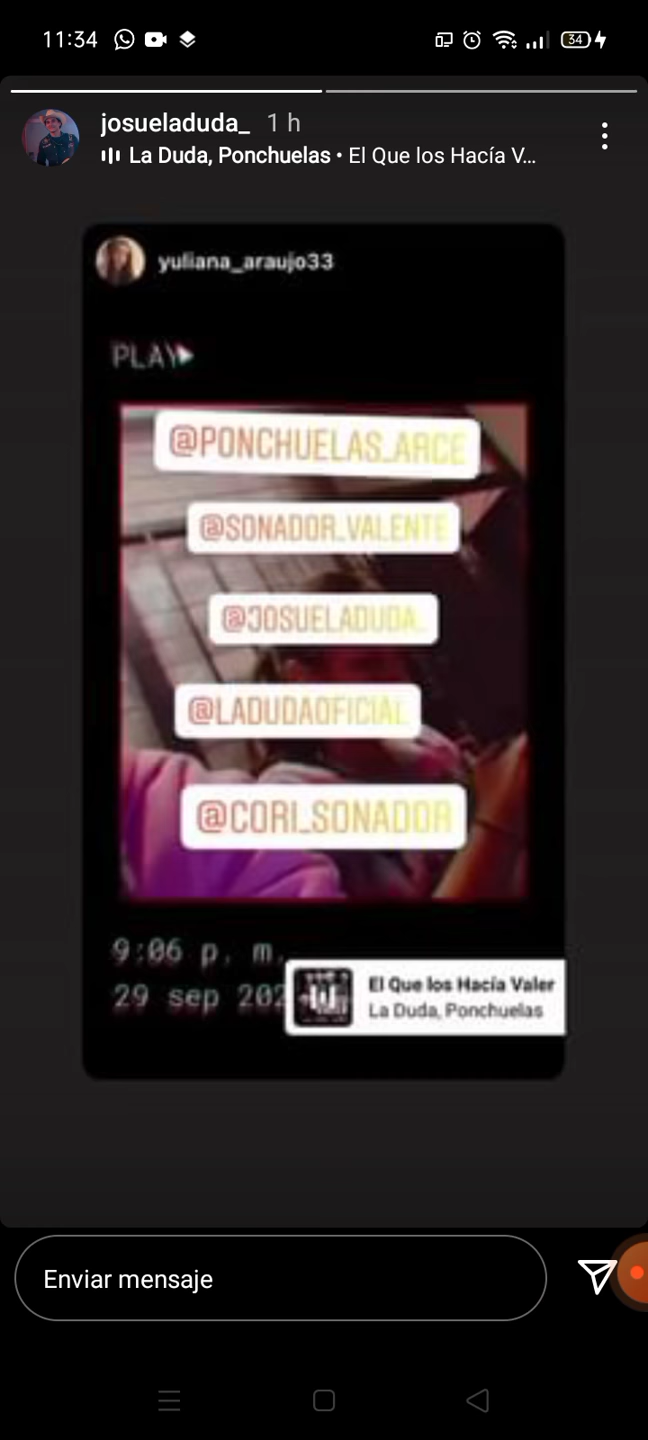 11:34
34
josueladuda_ 1 h
La Duda, Ponchuelas • El Que los Hacía V...
yuliana_araujo33
PLAY
@PONCHUELAS_ARCE
@SONADOR_VALENTE
@JOSUELADUDA_
@LADUDAOFICIAL
@CORI_SONADOR
9:06 p. m.
29 sep 202
El Que los Hacía Valer
La Duda, Ponchuelas
Enviar mensaje